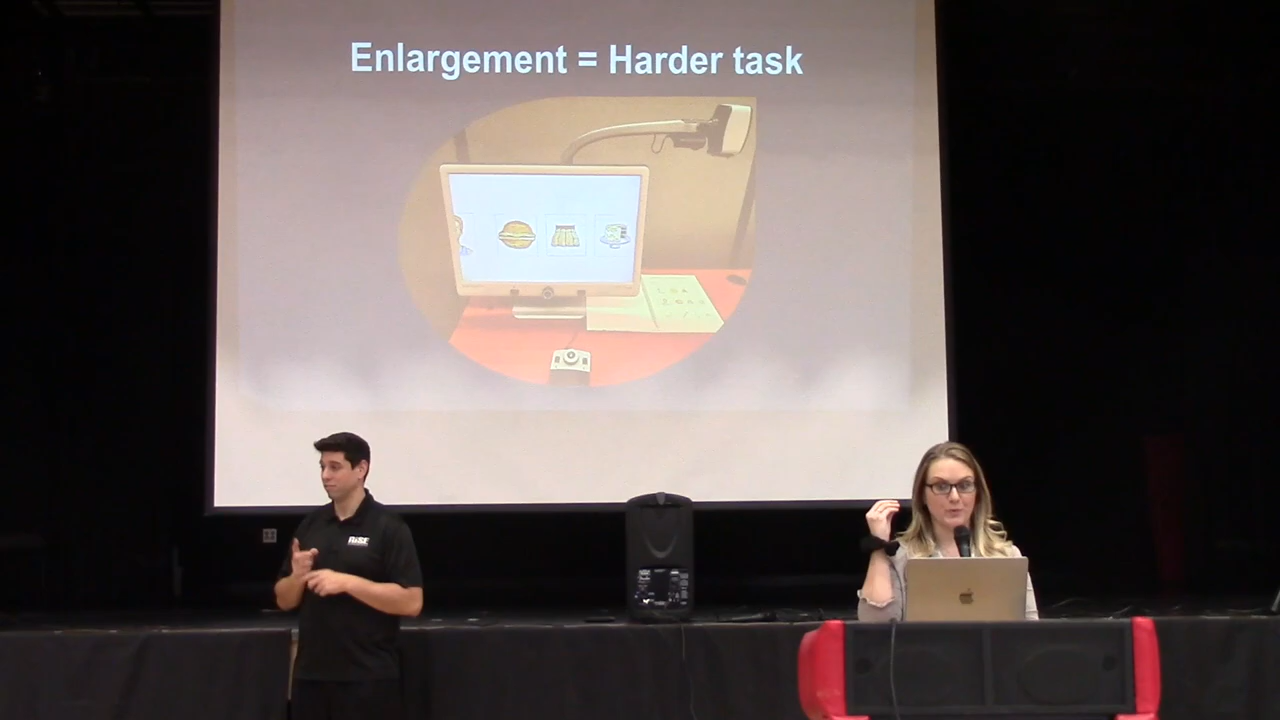 Enlargement = Harder task
RISE